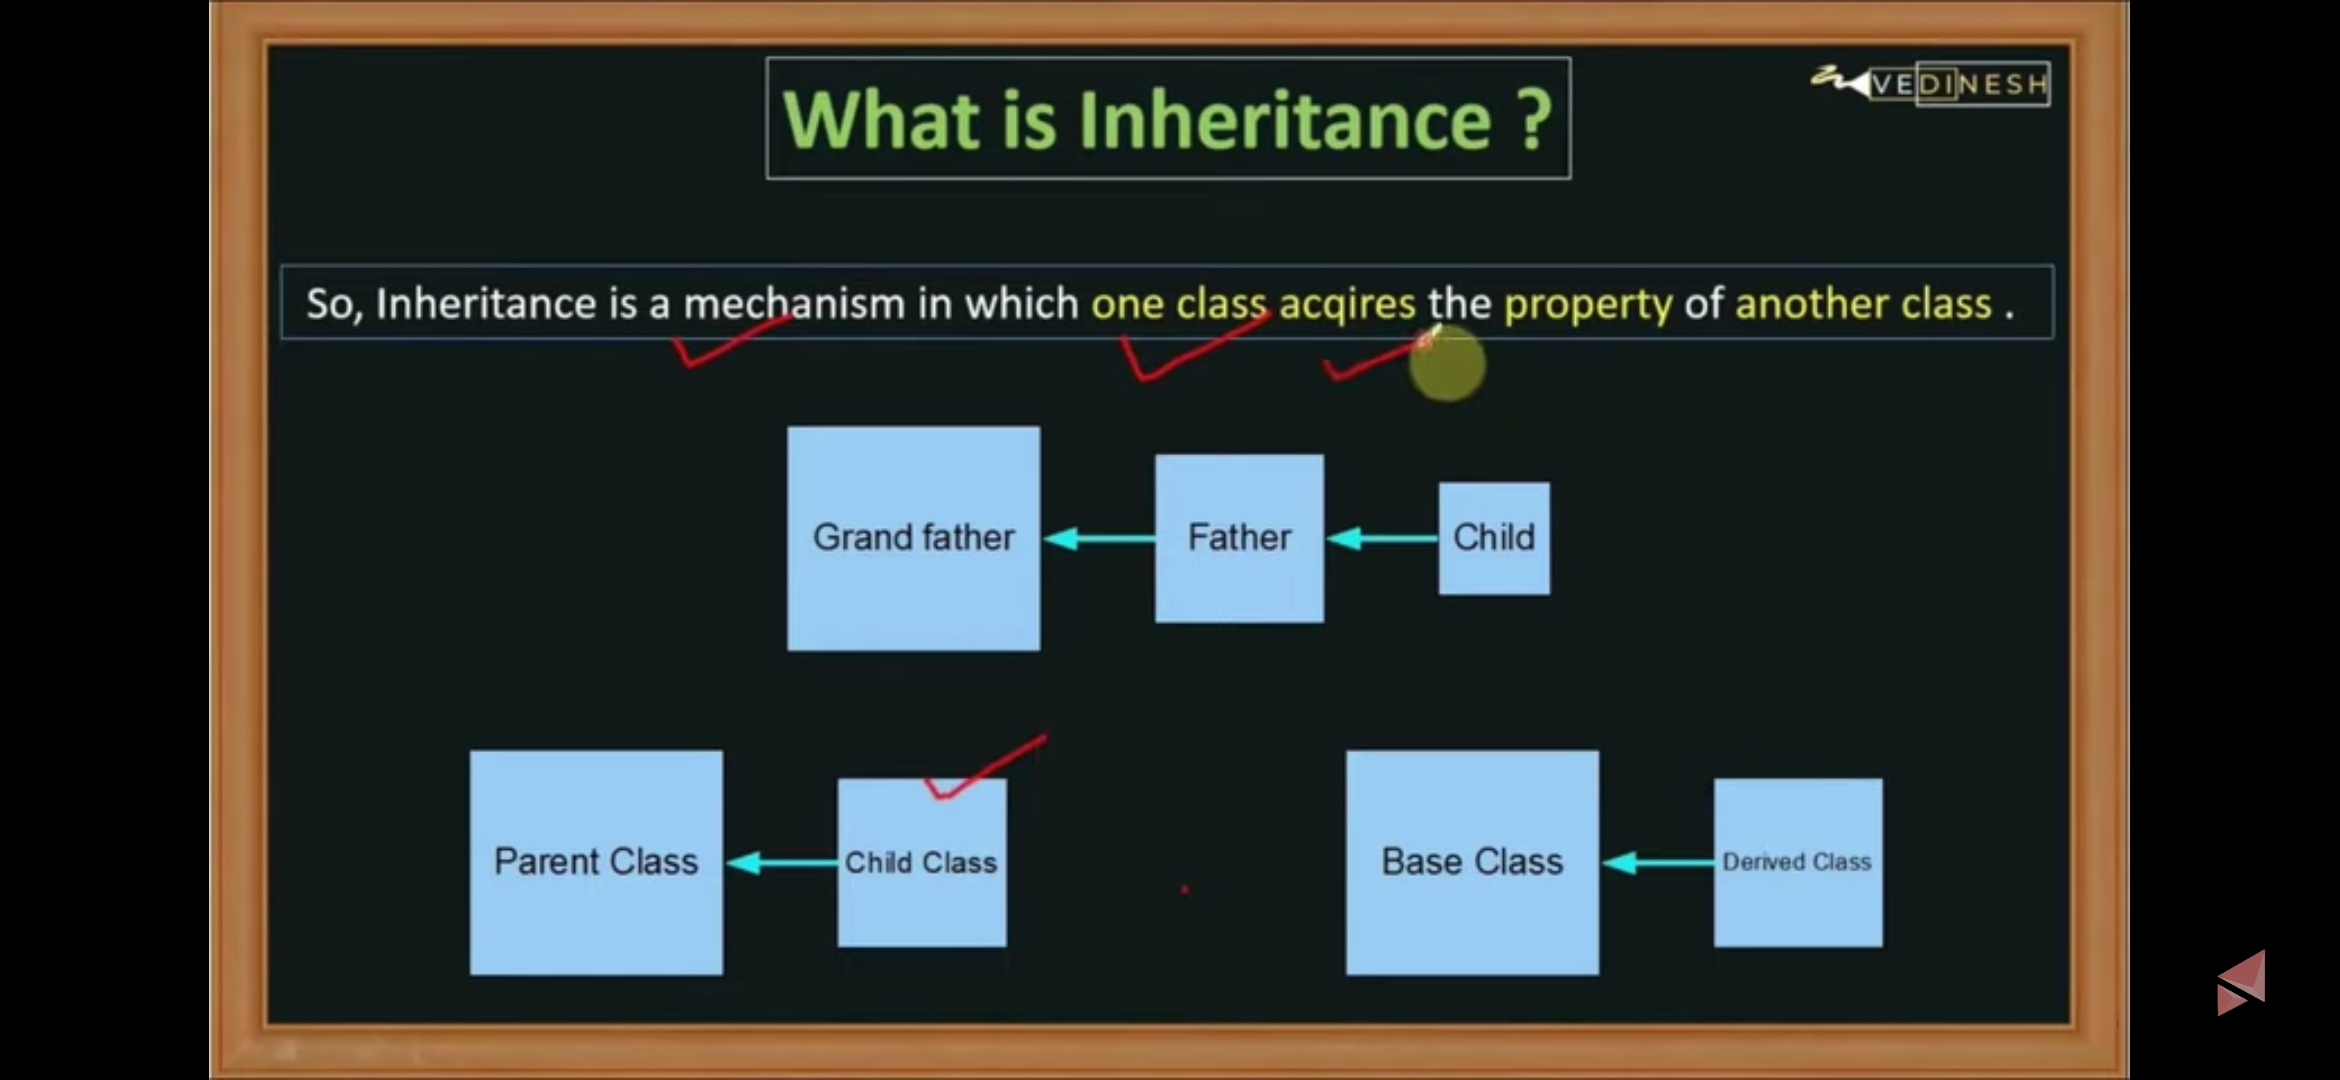 What is Inheritance ?
VEDINESH
So, Inheritance is a mechanism in which one class acqires the property of another class .
Grand father
Father
Child
Parent Class
Child Class
Base Class
Derived Class